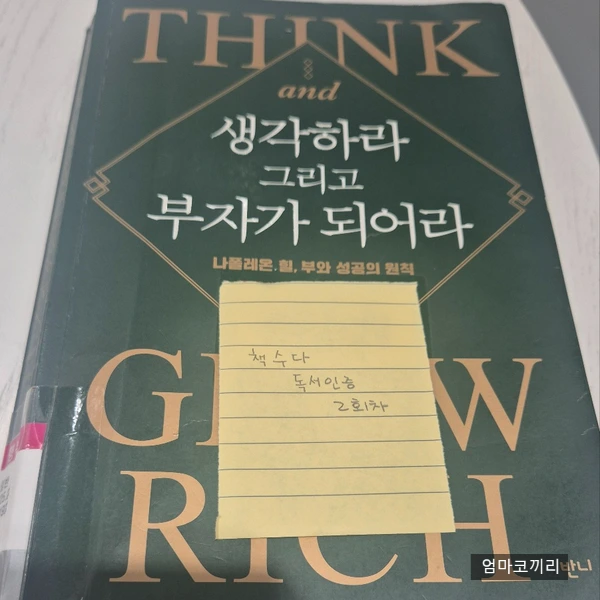 THINK
and
생각하라
그리고
부자가 되어라
나폴레온 힐, 부와 성공의 원칙
책수다
독서인증
2회차
RICH
엄마코끼리
반니